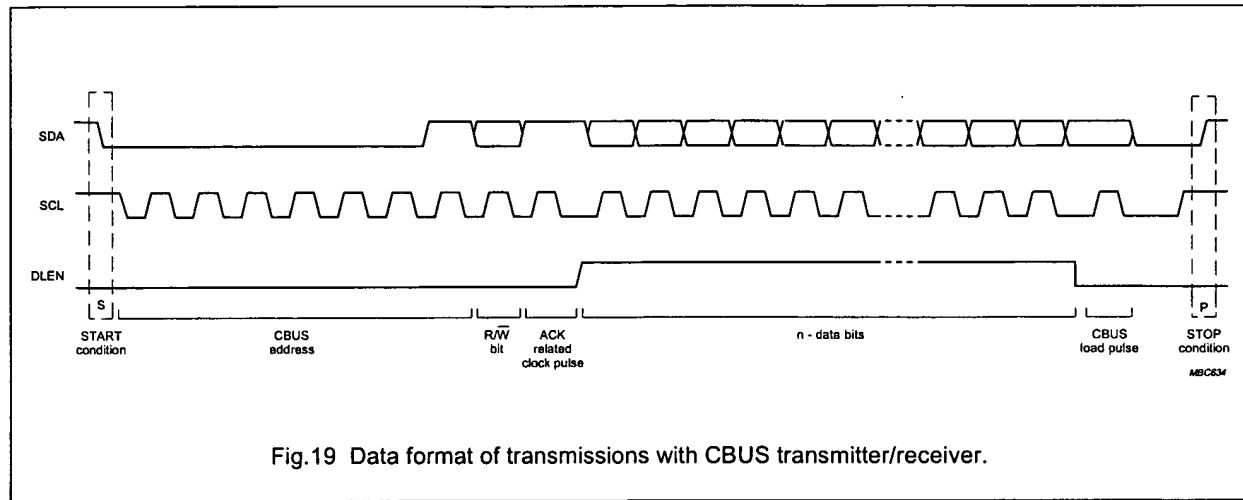 SDA
SCL
DLEN
S
P
START
condition
CBUS
address
R/W̅
bit
ACK
related
clock pulse
n - data bits
CBUS
load pulse
STOP
condition
MBC634
Fig.19 Data format of transmissions with CBUS transmitter/receiver.